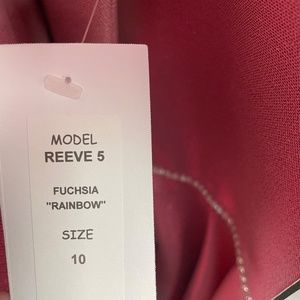 MODEL
REEVE 5
FUCHSIA
"RAINBOW"
SIZE
10